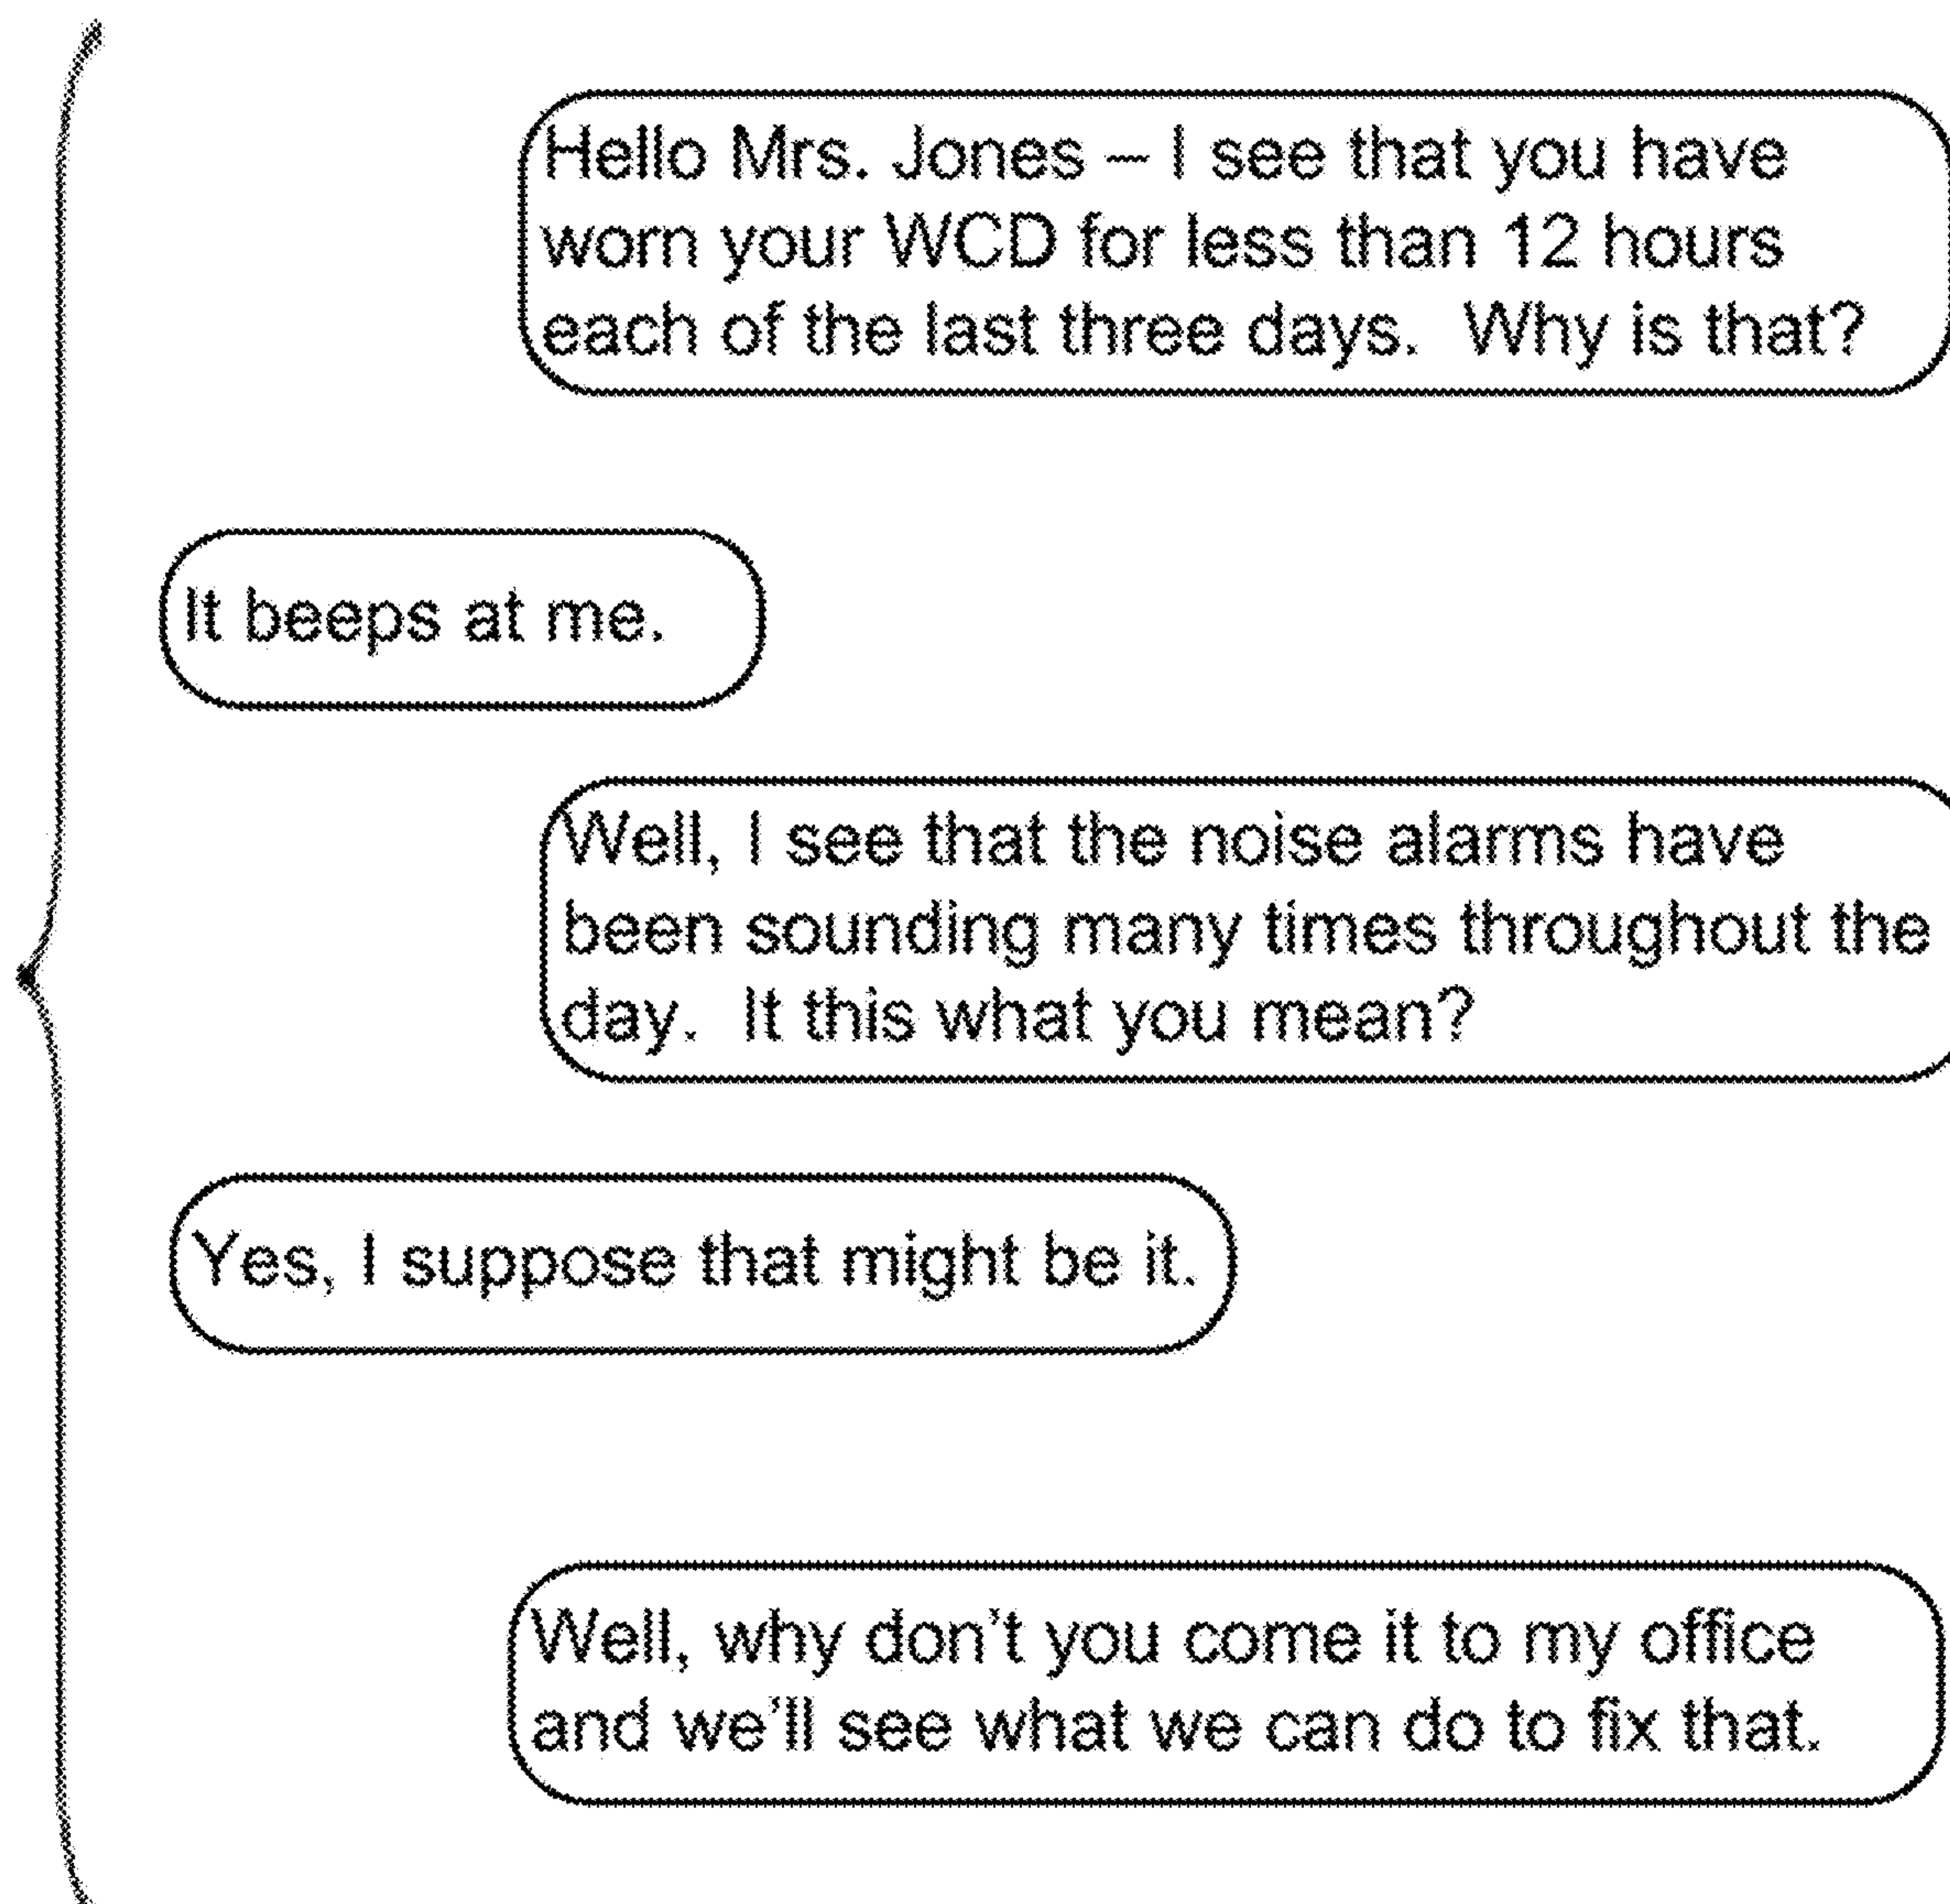 Hello Mrs. Jones – I see that you have
worn your WCD for less than 12 hours
each of the last three days.  Why is that?
It beeps at me.
Well, I see that the noise alarms have
been sounding many times throughout the
day.  It this what you mean?
Yes, I suppose that might be it.
Well, why don't you come it to my office
and we'll see what we can do to fix that.